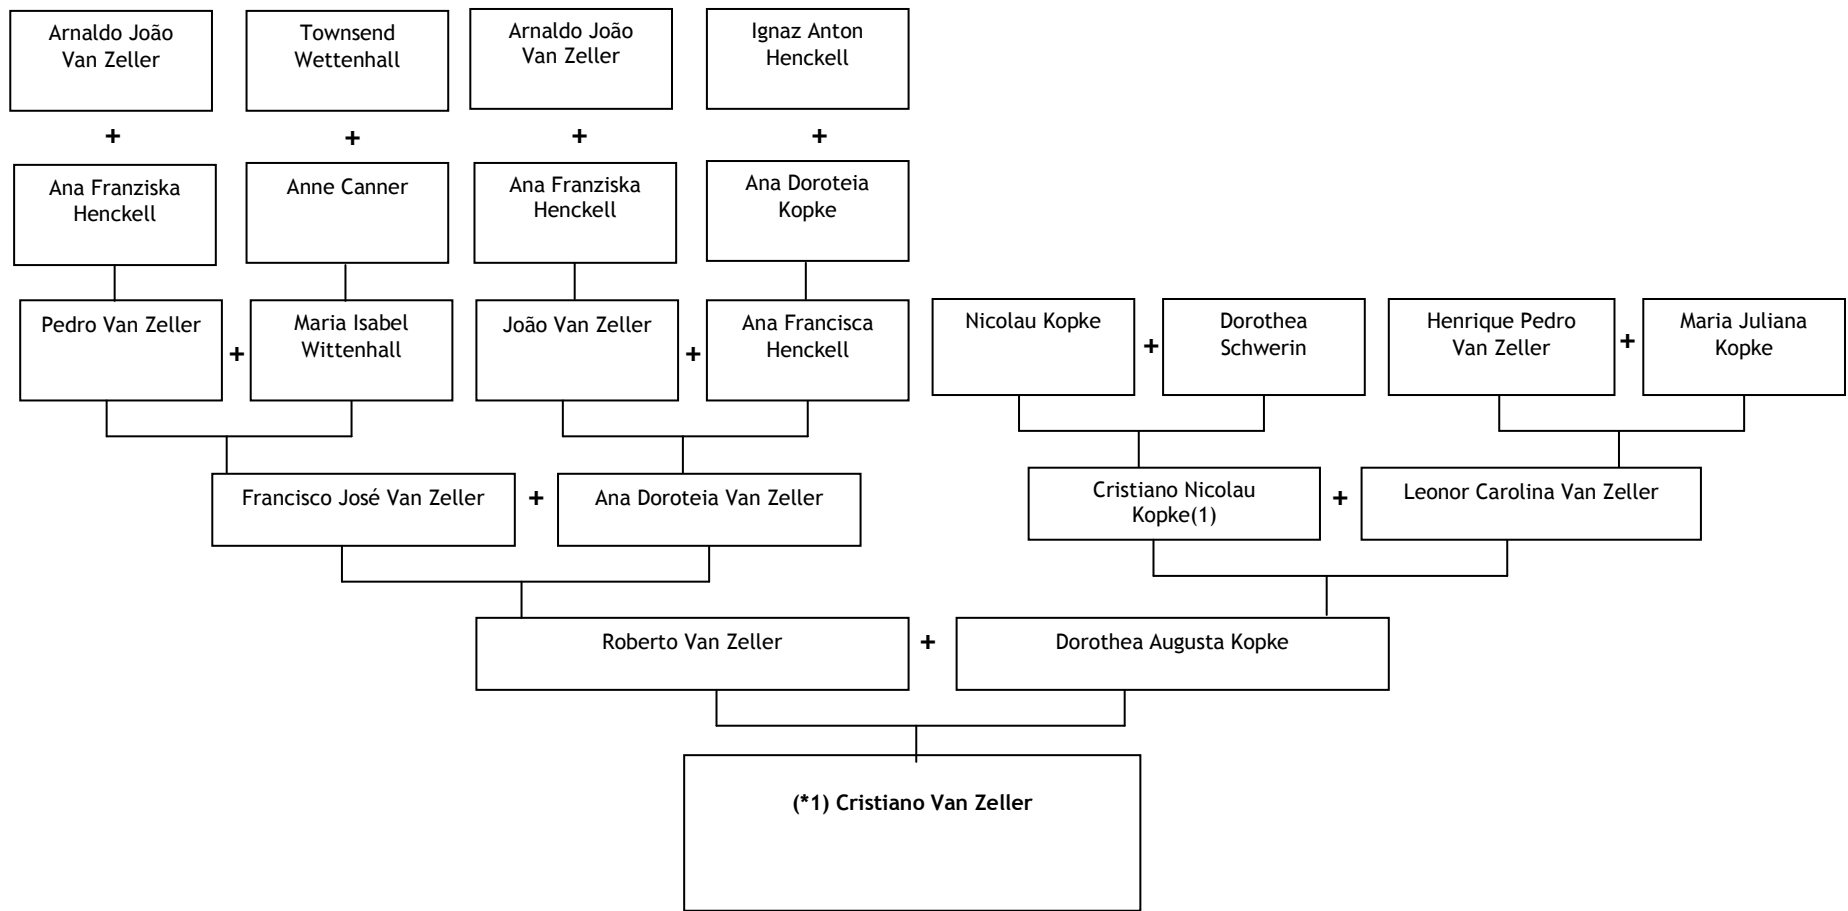 Arnaldo João
Van Zeller
Townsend
Wettenhall
Arnaldo João
Van Zeller
Ignaz Anton
Henckell
+
+
+
+
Ana Franziska
Henckell
Anne Canner
Ana Franziska
Henckell
Ana Doroteia
Kopke
Pedro Van Zeller
+
Maria Isabel
Wittenhall
João Van Zeller
+
Ana Francisca
Henckell
Nicolau Kopke
+
Dorothea
Schwerin
Henrique Pedro
Van Zeller
+
Maria Juliana
Kopke
Francisco José Van Zeller
+
Ana Doroteia Van Zeller
Cristiano Nicolau
Kopke(1)
+
Leonor Carolina Van Zeller
Roberto Van Zeller
+
Dorothea Augusta Kopke
(*1) Cristiano Van Zeller